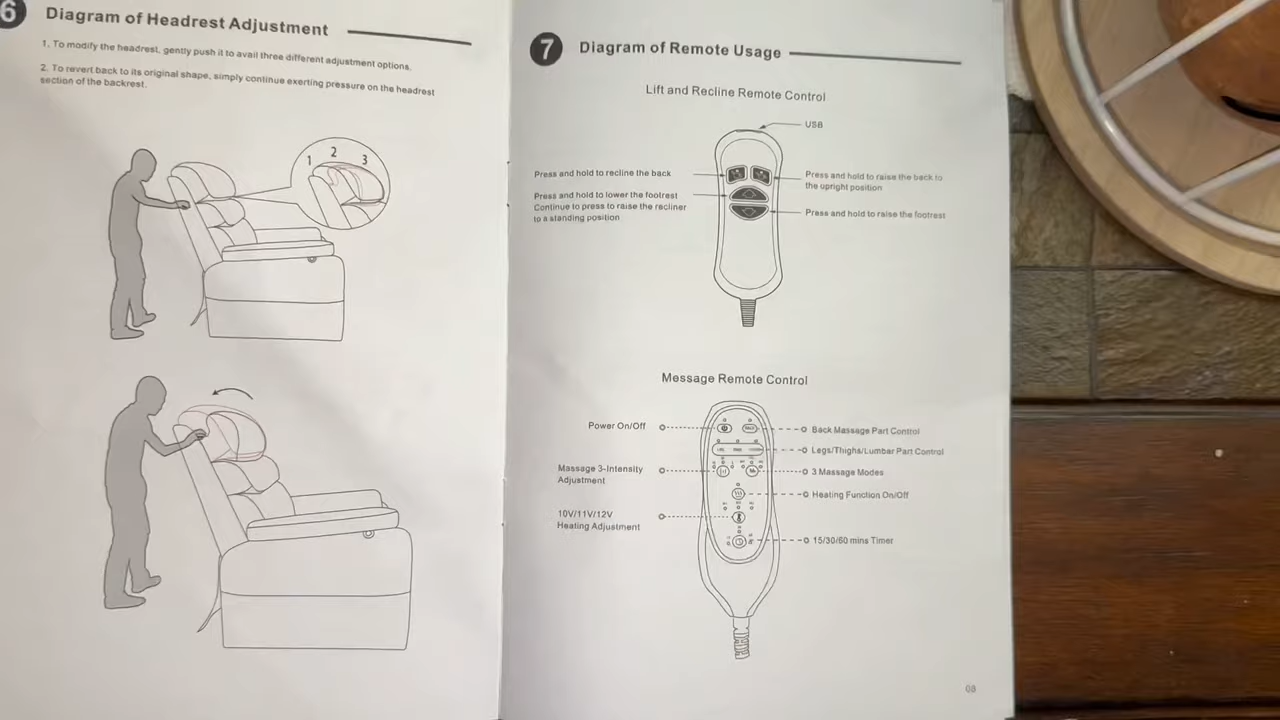 6
Diagram of Headrest Adjustment
1. To modify the headrest, gently push it to avail three different adjustment options.
2. To revert back to its original shape, simply continue exerting pressure on the headrest
section of the backrest.
1
2
3
7
Diagram of Remote Usage
Lift and Recline Remote Control
USB
Press and hold to recline the back
Press and hold to lower the footrest
Continue to press to raise the recliner
to a standing position
Press and hold to raise the back to
the upright position
Press and hold to raise the footrest
Message Remote Control
Power On/Off
Massage 3-Intensity
Adjustment
10V/11V/12V
Heating Adjustment
Back Massage Part Control
Legs/Thighs/Lumbar Part Control
3 Massage Modes
Heating Function On/Off
15/30/60 mins Timer
08